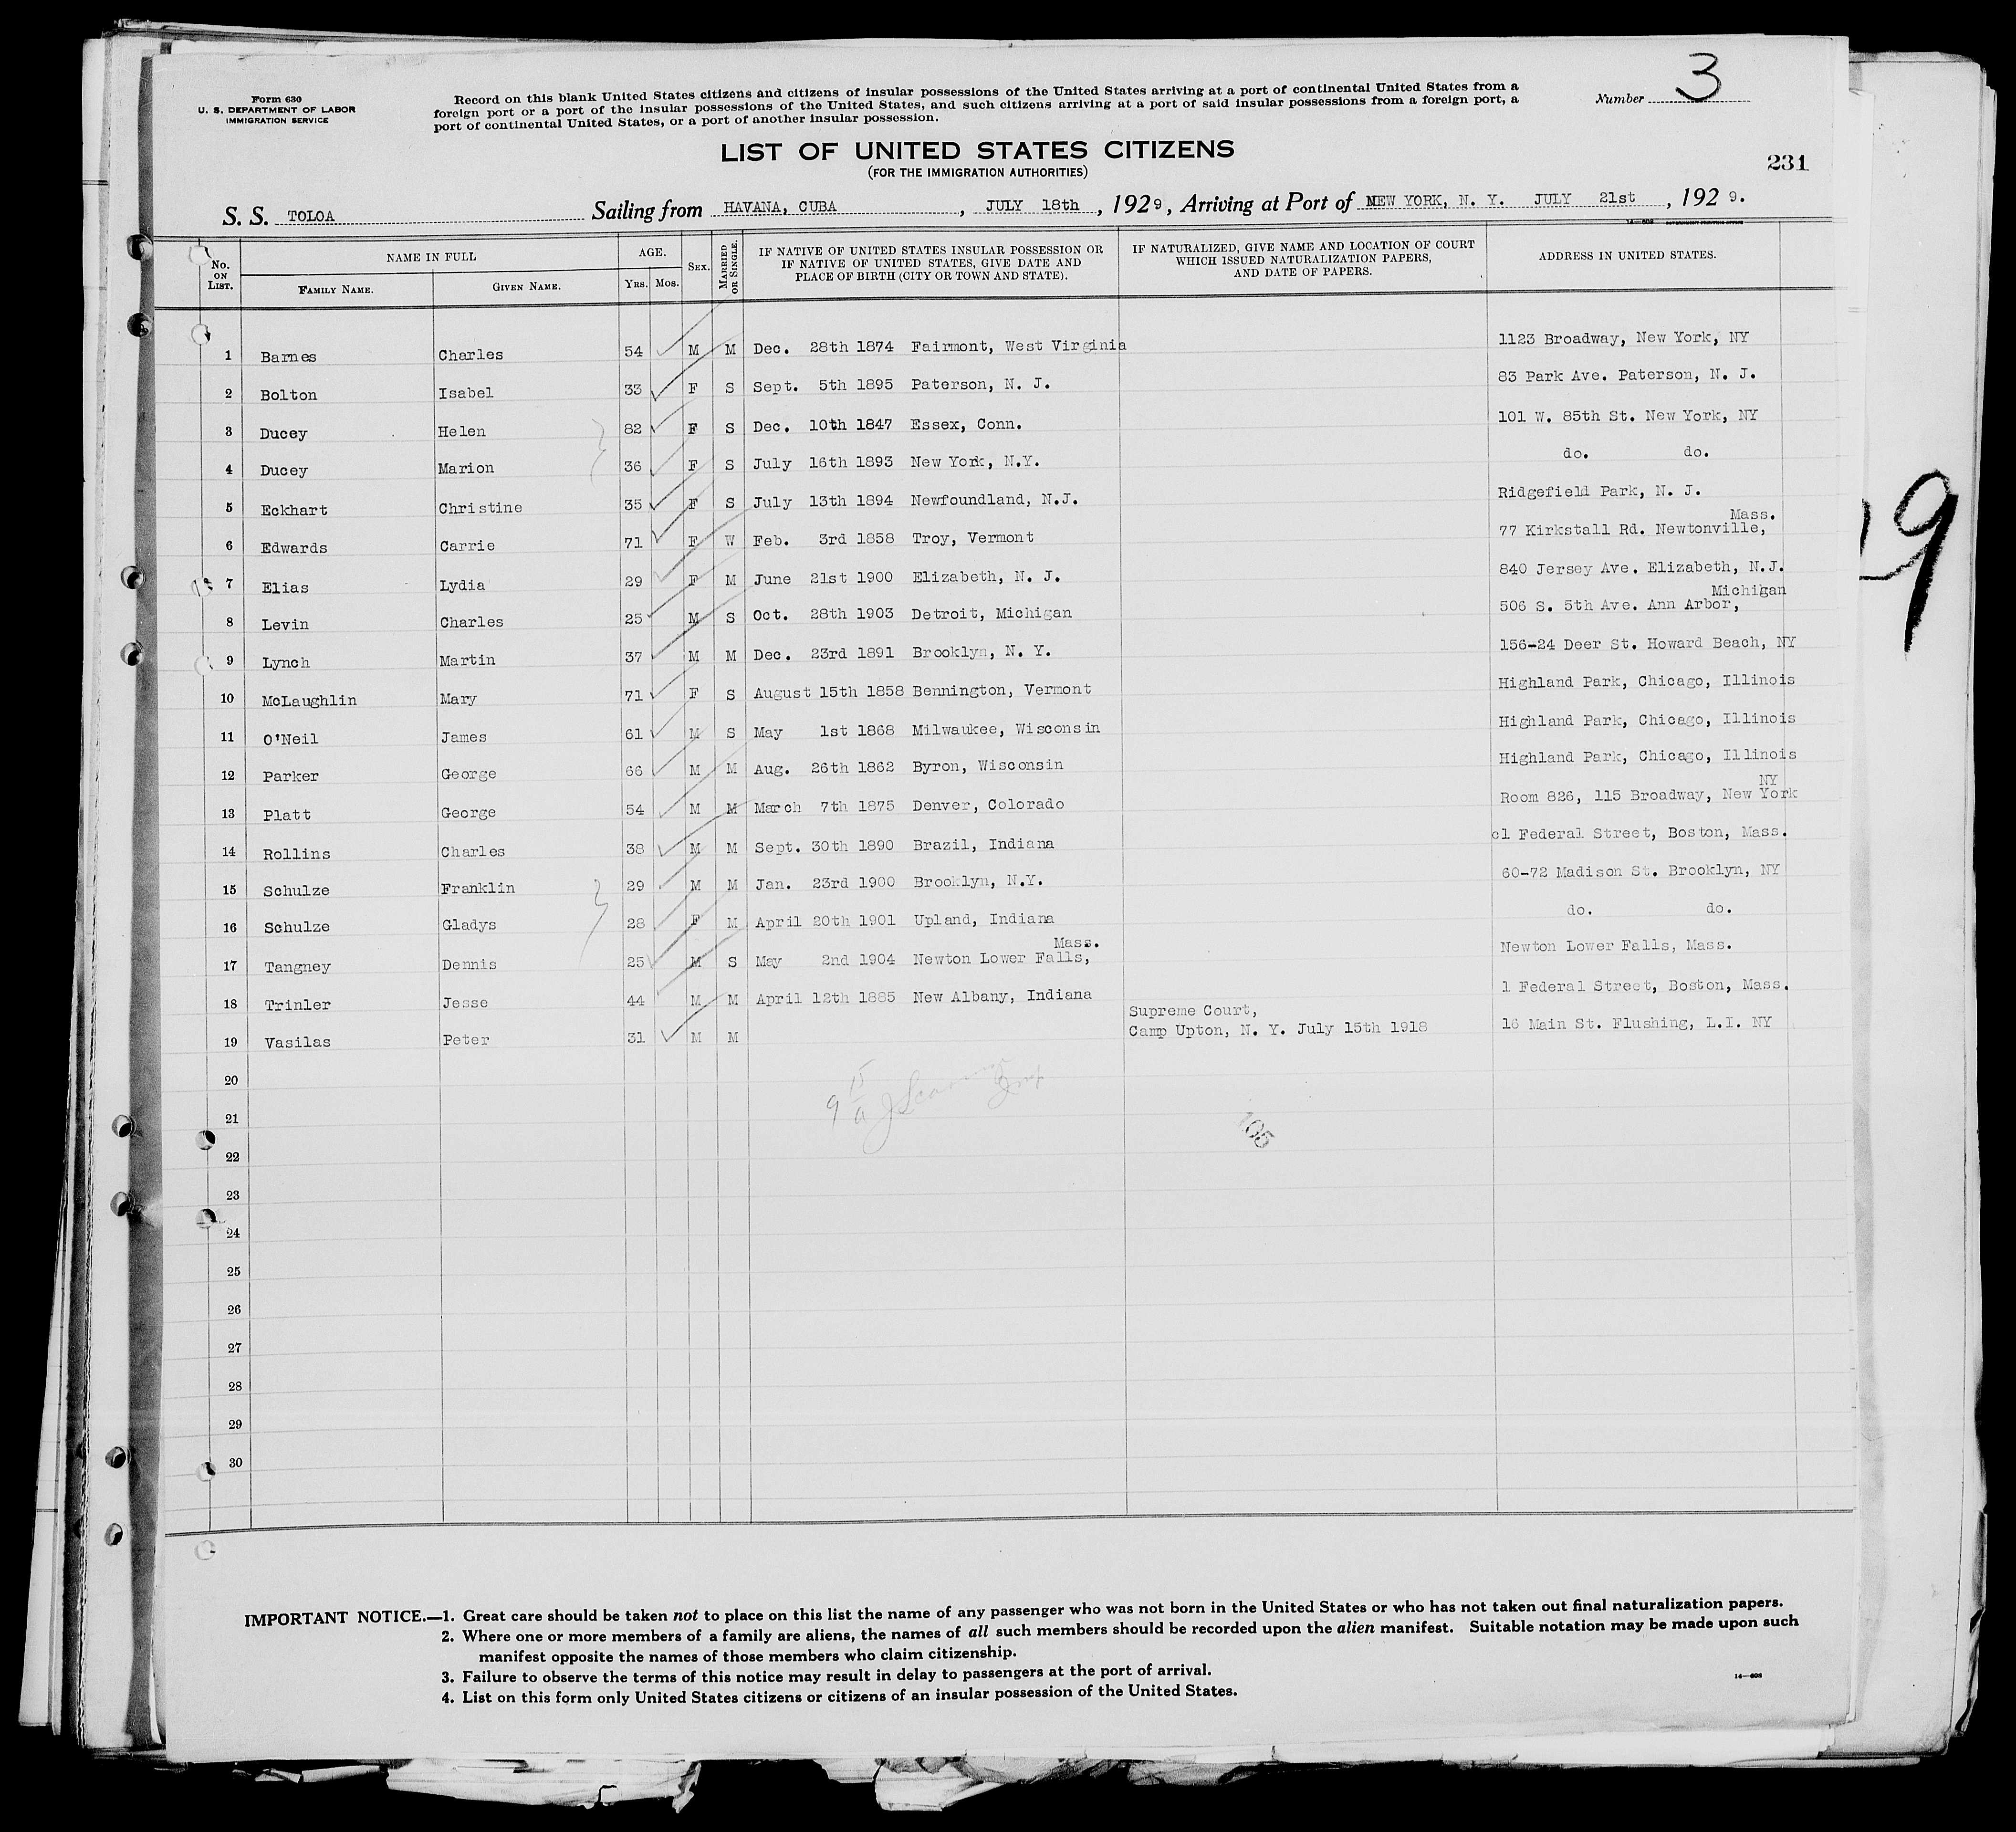 Form 630
U. S. DEPARTMENT OF LABOR
IMMIGRATION SERVICE
Record on this blank United States citizens and citizens of insular possessions of the United States arriving at a port of continental United States from a
foreign port or a port of the insular possessions of the United States, and such citizens arriving at a port of said insular possessions from a foreign port, a
port of continental United States, or a port of another insular possession.
Number 3
LIST OF UNITED STATES CITIZENS
(FOR THE IMMIGRATION AUTHORITIES)
231
S. S. TOLOA Sailing from HAVANA, CUBA, JULY 18th, 1929, Arriving at Port of NEW YORK, N. Y. JULY 21st, 1929.
No. ON LIST. NAME IN FULL AGE. SEX. MARRIED OR SINGLE. IF NATIVE OF UNITED STATES INSULAR POSSESSION OR IF NATIVE OF UNITED STATES, GIVE DATE AND PLACE OF BIRTH (CITY OR TOWN AND STATE). IF NATURALIZED, GIVE NAME AND LOCATION OF COURT WHICH ISSUED NATURALIZATION PAPERS, AND DATE OF PAPERS. ADDRESS IN UNITED STATES.
FAMILY NAME. GIVEN NAME. YRS. MOS.
1 Barnes Charles 54 M M Dec. 28th 1874 Fairmont, West Virginia 1123 Broadway, New York, NY
2 Bolton Isabel 33 F S Sept. 5th 1895 Paterson, N. J. 83 Park Ave. Paterson, N. J.
3 Ducey Helen 82 F S Dec. 10th 1847 Essex, Conn. 101 W. 85th St. New York, NY
4 Ducey Marion 36 F S July 16th 1893 New York, N.Y. do. do.
5 Eckhart Christine 35 F S July 13th 1894 Newfoundland, N.J. Ridgefield Park, N. J.
6 Edwards Carrie 71 F W Feb. 3rd 1858 Troy, Vermont 77 Kirkstall Rd. Newtonville, Mass.
7 Elias Lydia 29 F M June 21st 1900 Elizabeth, N. J. 840 Jersey Ave. Elizabeth, N.J.
8 Levin Charles 25 M S Oct. 28th 1903 Detroit, Michigan 506 S. 5th Ave. Ann Arbor, Michigan
9 Lynch Martin 37 M M Dec. 23rd 1891 Brooklyn, N. Y. 156-24 Deer St. Howard Beach, NY
10 McLaughlin Mary 71 F S August 15th 1858 Bennington, Vermont Highland Park, Chicago, Illinois
11 O'Neil James 61 M S May 1st 1868 Milwaukee, Wisconsin Highland Park, Chicago, Illinois
12 Parker George 66 M M Aug. 26th 1862 Byron, Wisconsin Highland Park, Chicago, Illinois
13 Platt George 54 M M March 7th 1875 Denver, Colorado Room 826, 115 Broadway, New York NY
14 Rollins Charles 38 M M Sept. 30th 1890 Brazil, Indiana c1 Federal Street, Boston, Mass.
15 Schulze Franklin 29 M M Jan. 23rd 1900 Brooklyn, N.Y. 60-72 Madison St. Brooklyn, NY
16 Schulze Gladys 28 F M April 20th 1901 Upland, Indiana do. do.
17 Tangney Dennis 25 M S May 2nd 1904 Newton Lower Falls, Mass. Newton Lower Falls, Mass.
18 Trinler Jesse 44 M M April 12th 1885 New Albany, Indiana 1 Federal Street, Boston, Mass.
19 Vasilas Peter 31 M M Supreme Court, Camp Upton, N. Y. July 15th 1918 16 Main St. Flushing, L.I. NY
20
21
22
23
24
25
26
27
28
29
30
105
9
IMPORTANT NOTICE.—1. Great care should be taken not to place on this list the name of any passenger who was not born in the United States or who has not taken out final naturalization papers.
2. Where one or more members of a family are aliens, the names of all such members should be recorded upon the alien manifest. Suitable notation may be made upon such
manifest opposite the names of those members who claim citizenship.
3. Failure to observe the terms of this notice may result in delay to passengers at the port of arrival.
4. List on this form only United States citizens or citizens of an insular possession of the United States.
14—608